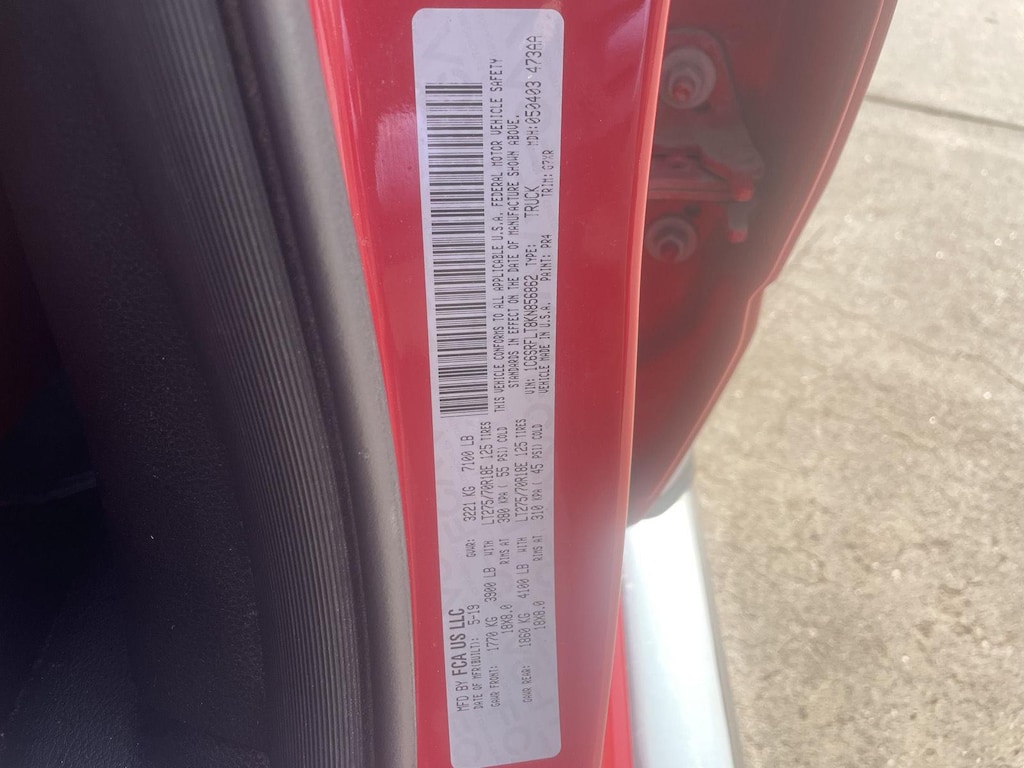 MFD BY FCA US LLC
DATE OF MFR(BUILT): 5-19 GVWR: 3221 KG 7100 LB
GAWR FRONT: 1770 KG 3900 LB WITH LT275/70R18E 125 TIRES
18X8.0 RIMS AT 380 KPA ( 55 PSI) COLD
GAWR REAR: 1860 KG 4100 LB WITH LT275/70R18E 125 TIRES
18X8.0 RIMS AT 310 KPA ( 45 PSI) COLD
THIS VEHICLE CONFORMS TO ALL APPLICABLE U.S.A. FEDERAL MOTOR VEHICLE SAFETY
STANDARDS IN EFFECT ON THE DATE OF MANUFACTURE SHOWN ABOVE.
VIN: 1C6SRFLT8KN856862 TYPE: TRUCK MDH:050403 473AA
VEHICLE MADE IN U.S.A. PAINT: PR4 TRIM: G7XR